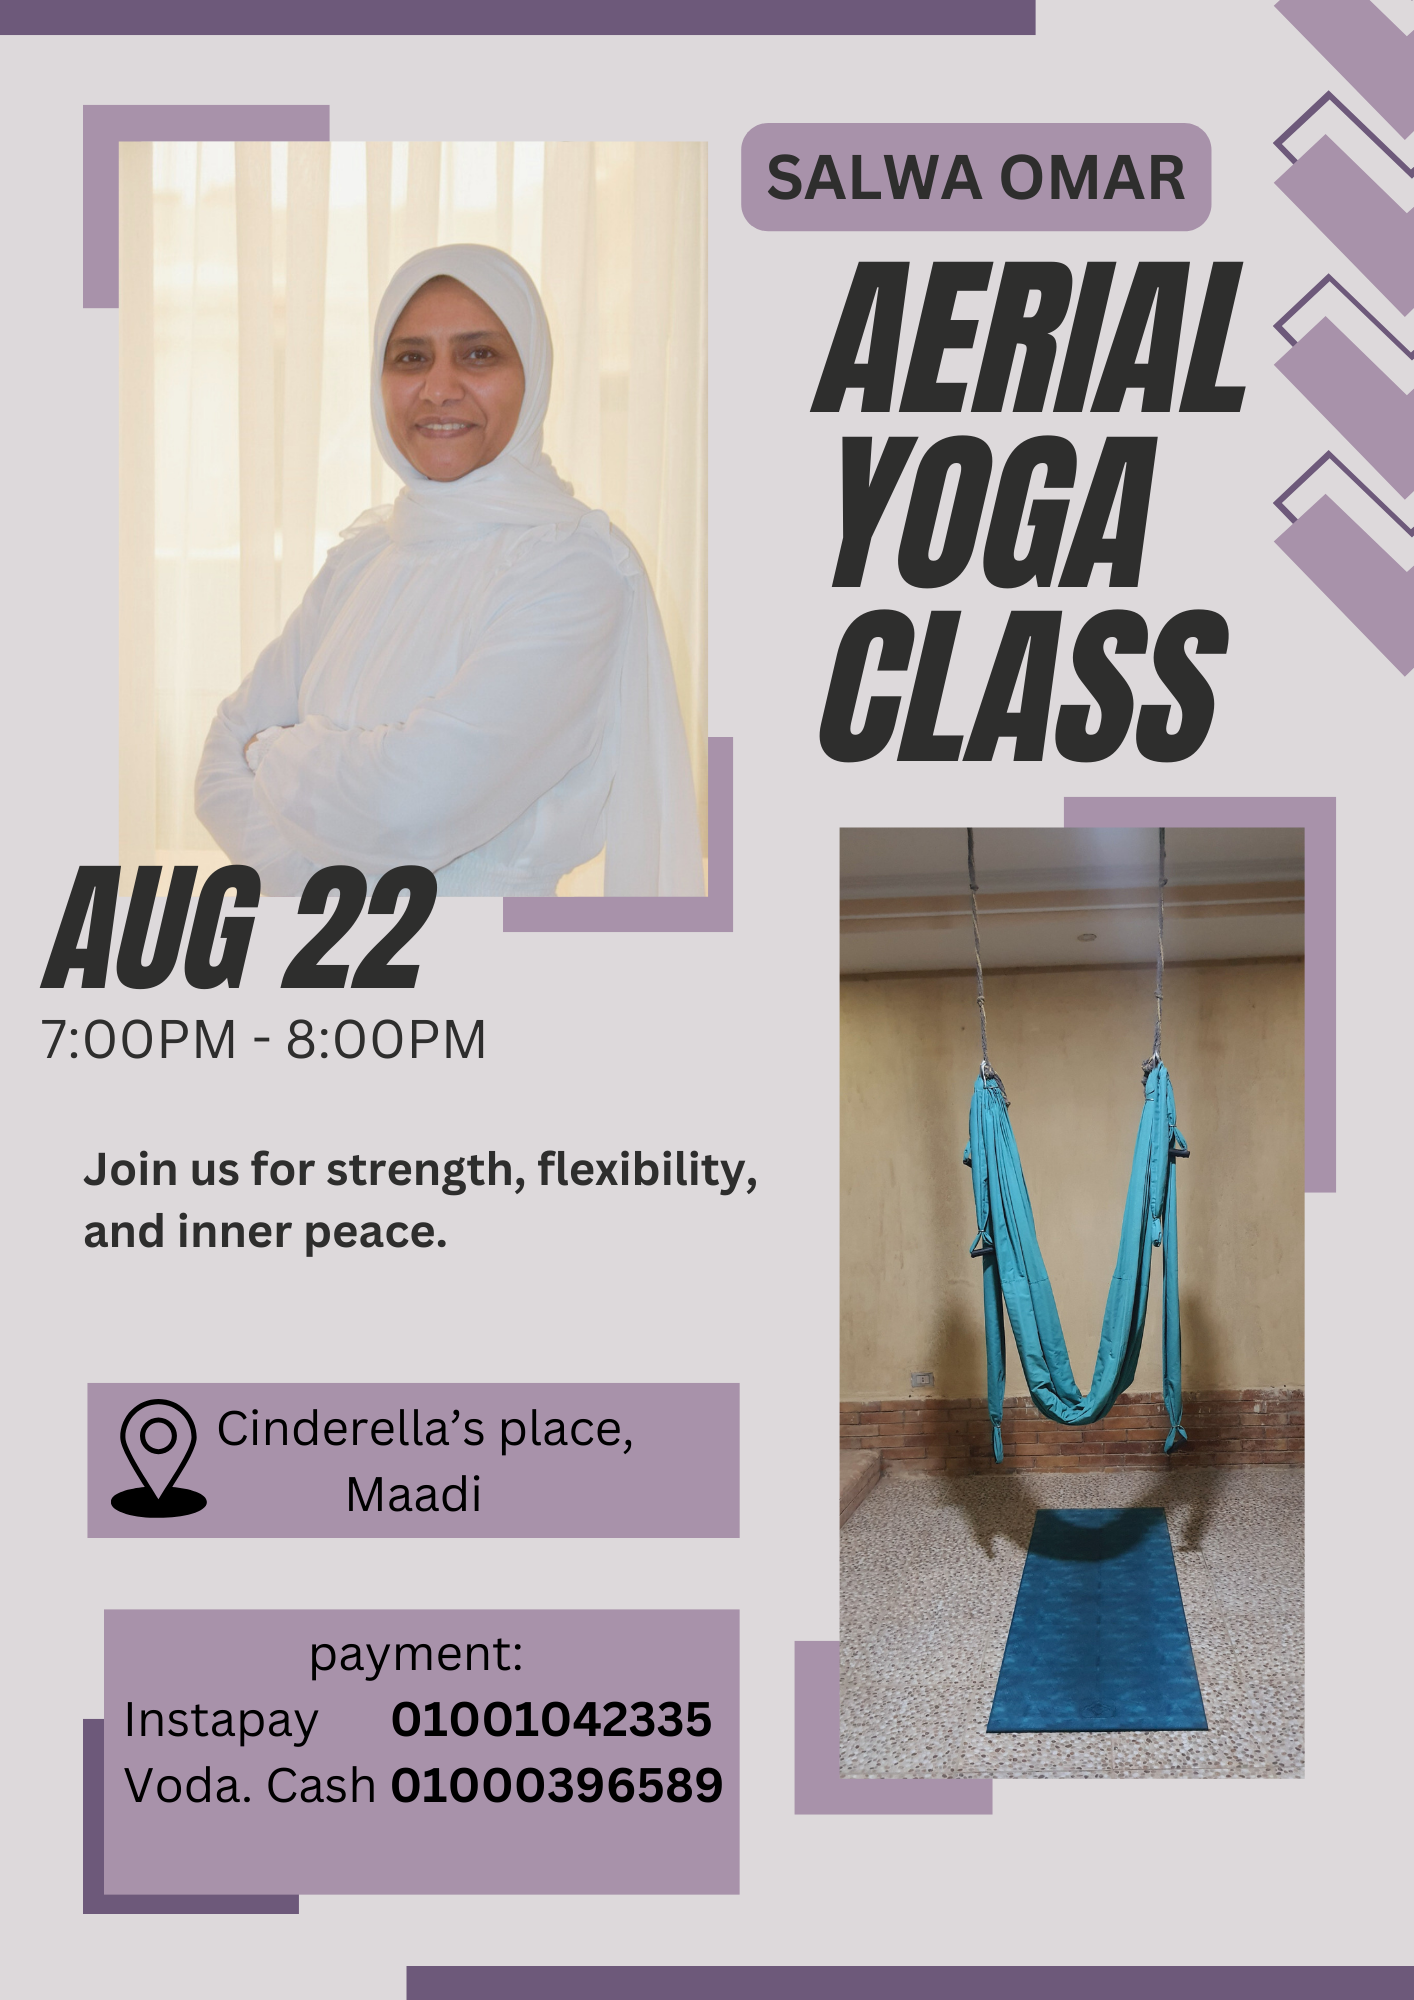 SALWA OMAR
AERIAL
YOGA
CLASS
AUG 22
7:00PM - 8:00PM
Join us for strength, flexibility,
and inner peace.
Cinderella’s place,
Maadi
payment:
Instapay 01001042335
Voda. Cash 01000396589